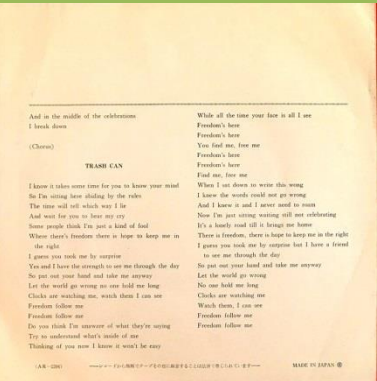 And in the middle of the celebrations
I break down
(Chorus)
TRASH CAN
I know it takes some time for you to know your mind
So I'm sitting here abiding by the rules
The time will tell which way I lie
And wait for you to hear my cry
Some people think I'm just a kind of fool
Where there's freedom there is hope to keep me in
the right
I guess you took me by surprise
Yes and I have the strength to see me through the day
So put out your hand and take me anyway
Let the world go wrong no one hold me long
Clocks are watching me, watch them I can see
Freedom follow me
Freedom follow me
Do you think I'm unaware of what they're saying
Try to understand what's inside of me
Thinking of you now I know it won't be easy
While all the time your face is all I see
Freedom's here
Freedom's here
You find me, free me
Freedom's here
Freedom's here
Find me, free me
When I sat down to write this song
I knew the words could not go wrong
And I knew it and I never used to roam
Now I'm just sitting waiting still not celebrating
It's a lonely road till it brings me home
There is freedom, there is hope to keep me in the right
I guess you took me by surprise but I have a friend
to see me through the day
So put out your hand and take me anyway
Let the world go wrong
No one hold me long
Clocks are watching me
Watch them, I can see
Freedom follow me
Freedom follow me
MADE IN JAPAN